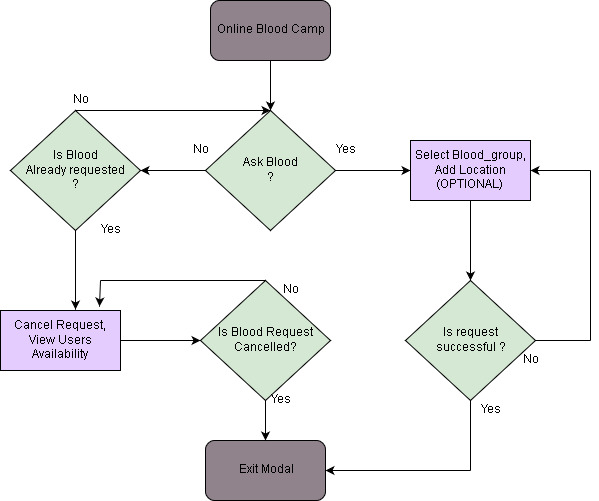 Online Blood Camp
No
Is Blood
Already requested
?
No
Ask Blood
?
Yes
Select Blood_group,
Add Location
(OPTIONAL)
Yes
No
Cancel Request,
View Users
Availability
Is Blood Request
Cancelled?
Is request
successful ?
No
Yes
Yes
Exit Modal